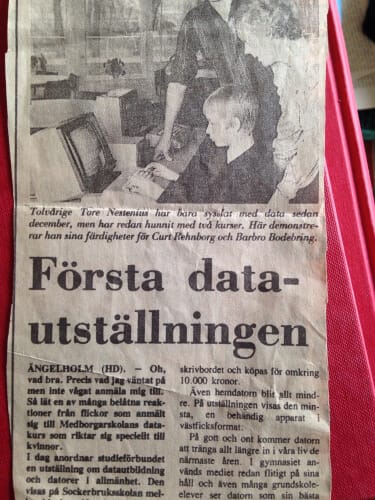 Tolvårige Tore Nestenius har bara sysslat med data sedan
december, men har redan hunnit med två kurser. Här demonstre-
rar han sina färdigheter för Curt Rehnborg och Barbro Bodebring.
Första data-
utställningen
ÄNGELHOLM (HD). — Oh,
vad bra. Precis vad jag väntat på
men inte vågat anmäla mig till.
Så lät en av många belåtna reak-
tioner från flickor som anmält
sig till Medborgarskolans data-
kurs som riktar sig speciellt till
kvinnor.
I dag anordnar studieförbundet
en utställning om datautbildning
och datorer i allmänhet. Den
visas på Sockerbruksskolan mel-
skrivbordet och köpas för omkring
10.000 kronor.
Även hemdatorn blir allt mind-
re. På utställningen visas den min-
sta, en behändig apparat i
västficksformat.
På gott och ont kommer datorn
att tränga allt längre in i våra liv de
närmaste åren. I gymnasiet an-
vänds mediet redan flitigt på sina
håll och även många grundskole-
elever ser datorn som sin bästa